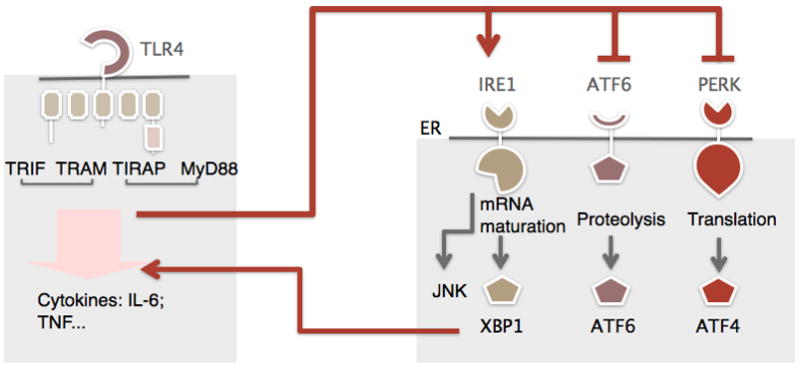 TLR4
TRIF TRAM TIRAP MyD88
Cytokines: IL-6;
TNF...
IRE1 ATF6 PERK
ER
mRNA
maturation
Proteolysis
Translation
JNK
XBP1
ATF6
ATF4